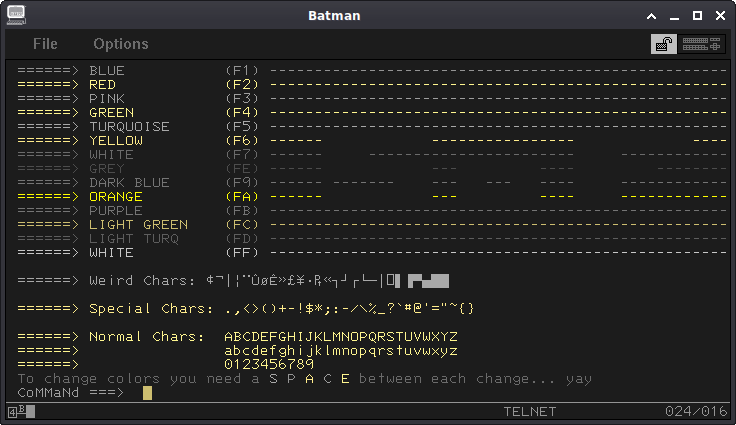 Batman
File Options
======> BLUE (F1) --------------------------------------------------
======> RED (F2) --------------------------------------------------
======> PINK (F3) --------------------------------------------------
======> GREEN (F4) --------------------------------------------------
======> TURQUOISE (F5) --------------------------------------------------
======> YELLOW (F6) ------ --------------- ----
======> WHITE (F7) ------ ------ --- ---- ------------
======> GREY (FE) --- ---
======> DARK BLUE (F9) ------ ------- --- --- ---- ----
======> ORANGE (FA) ------ --- ---- ------------
======> PURPLE (FB) --------------------------------------------------
======> LIGHT GREEN (FC) --------------------------------------------------
======> LIGHT TURQ (FD) --------------------------------------------------
======> WHITE (FF) --------------------------------------------------
======> Weird Chars: ¢¬|¦¨ÛøÊ»£¥·₧«┐┘┌└─│
======> Special Chars: .,<>()+-!$*;:-/\%_?`#@'="~{}
======> Normal Chars: ABCDEFGHIJKLMNOPQRSTUVWXYZ
======> abcdefghijklmnopqrstuvwxyz
======> 0123456789
To change colors you need a S P A C E between each change... yay
CoMMaNd ===>
4 B TELNET 024/016